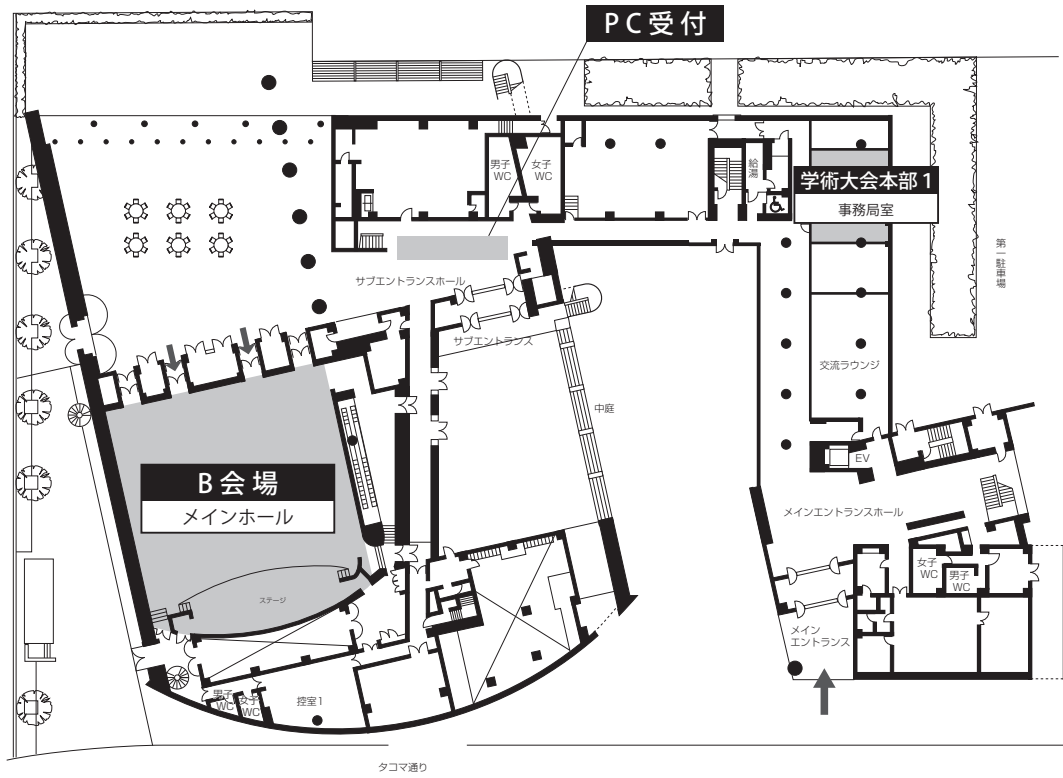 PC受付
男子
WC
女子
WC
給湯
学術大会本部1
事務局室
第一駐車場
サブエントランスホール
サブエントランス
交流ラウンジ
中庭
EV
B会場
メインホール
メインエントランスホール
ステージ
女子
WC
男子
WC
メイン
エントランス
男子
WC
女子
WC
控室1
タコマ通り